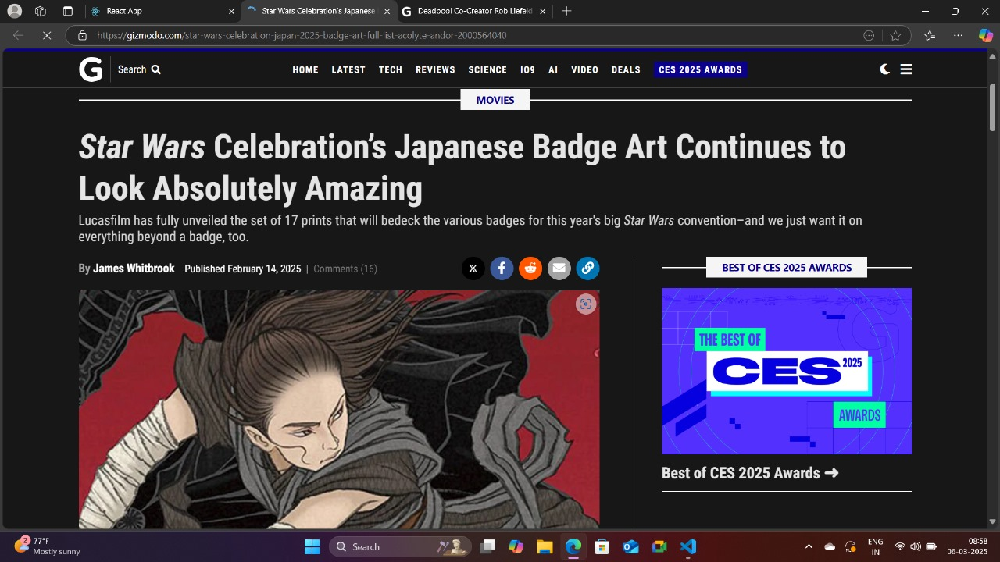 React App
Star Wars Celebration's Japanese
G Deadpool Co-Creator Rob Liefeld
https://gizmodo.com/star-wars-celebration-japan-2025-badge-art-full-list-acolyte-andor-2000564040
G
Search
HOME LATEST TECH REVIEWS SCIENCE IO9 AI VIDEO DEALS CES 2025 AWARDS
MOVIES
Star Wars Celebration’s Japanese Badge Art Continues to
Look Absolutely Amazing
Lucasfilm has fully unveiled the set of 17 prints that will bedeck the various badges for this year's big Star Wars convention–and we just want it on
everything beyond a badge, too.
By James Whitbrook Published February 14, 2025 | Comments (16)
BEST OF CES 2025 AWARDS
THE BEST OF
CES 2025
AWARDS
Best of CES 2025 Awards ➜
2
77°F
Mostly sunny
Search
ENG
IN
08:58
06-03-2025